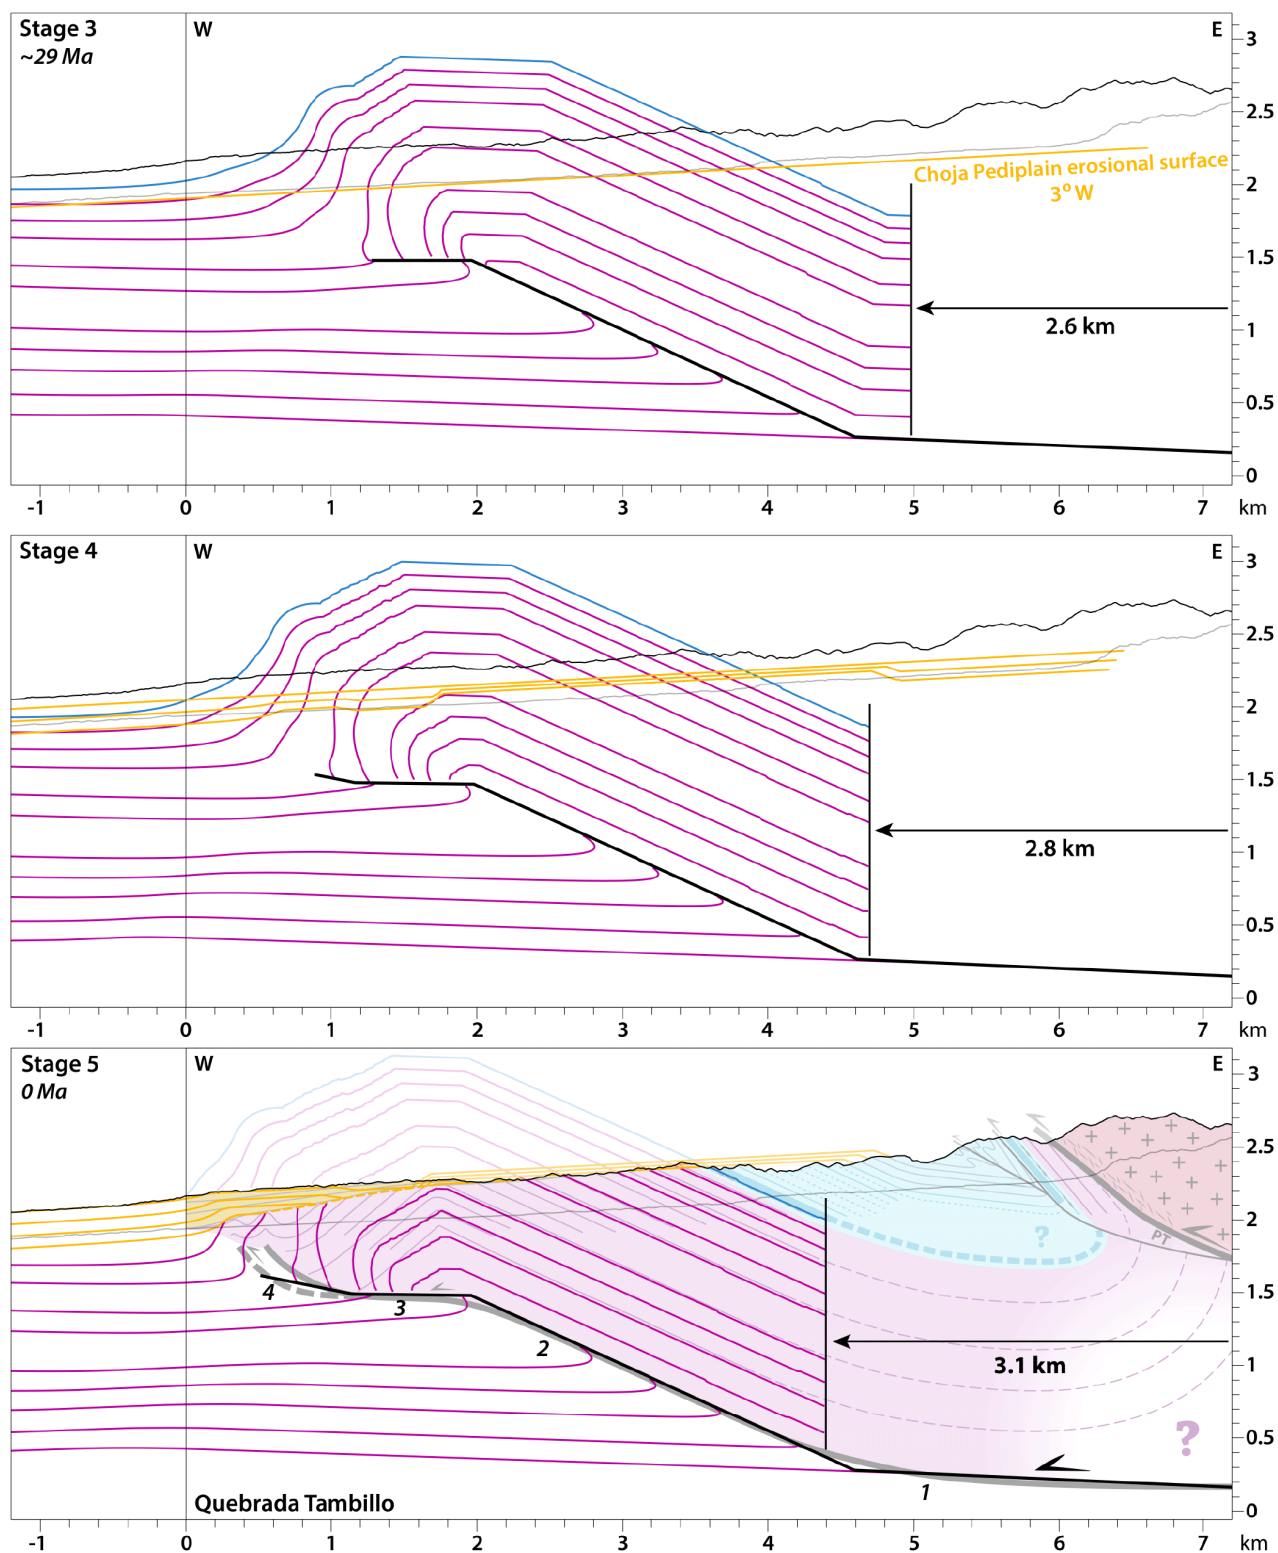 Stage 3
W
E
~29 Ma
3
2.5
Choja Pediplain erosional surface
3° W
2
1.5
2.6 km
1
0.5
0
-1 0 1 2 3 4 5 6 7 km
Stage 4
W
E
3
2.5
2
1.5
2.8 km
1
0.5
0
-1 0 1 2 3 4 5 6 7 km
Stage 5
W
E
0 Ma
3
2.5
2
?
PT
4
3
1.5
2
3.1 km
1
?
0.5
1
Quebrada Tambillo
0
-1 0 1 2 3 4 5 6 7 km